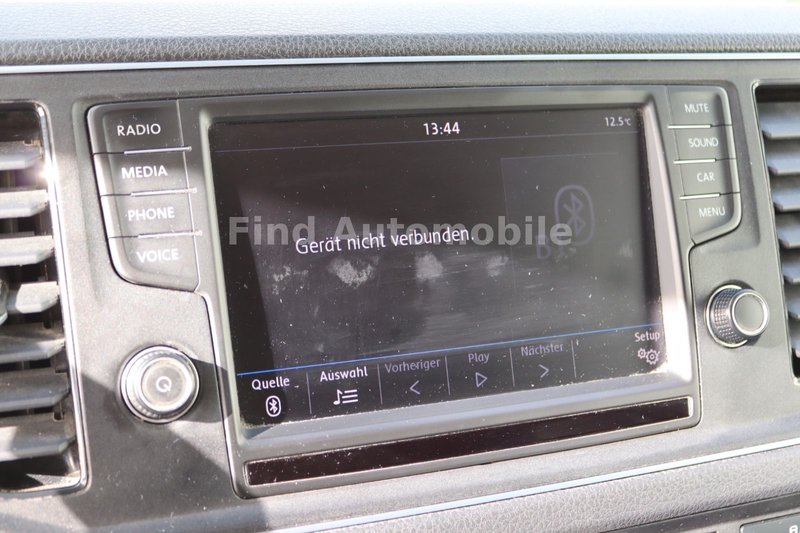 RADIO
MEDIA
PHONE
VOICE
13:44
12.5°C
MUTE
SOUND
CAR
MENU
Find Automobile
Gerät nicht verbunden.
Quelle
Auswahl
Vorheriger
Play
Nächster
Setup